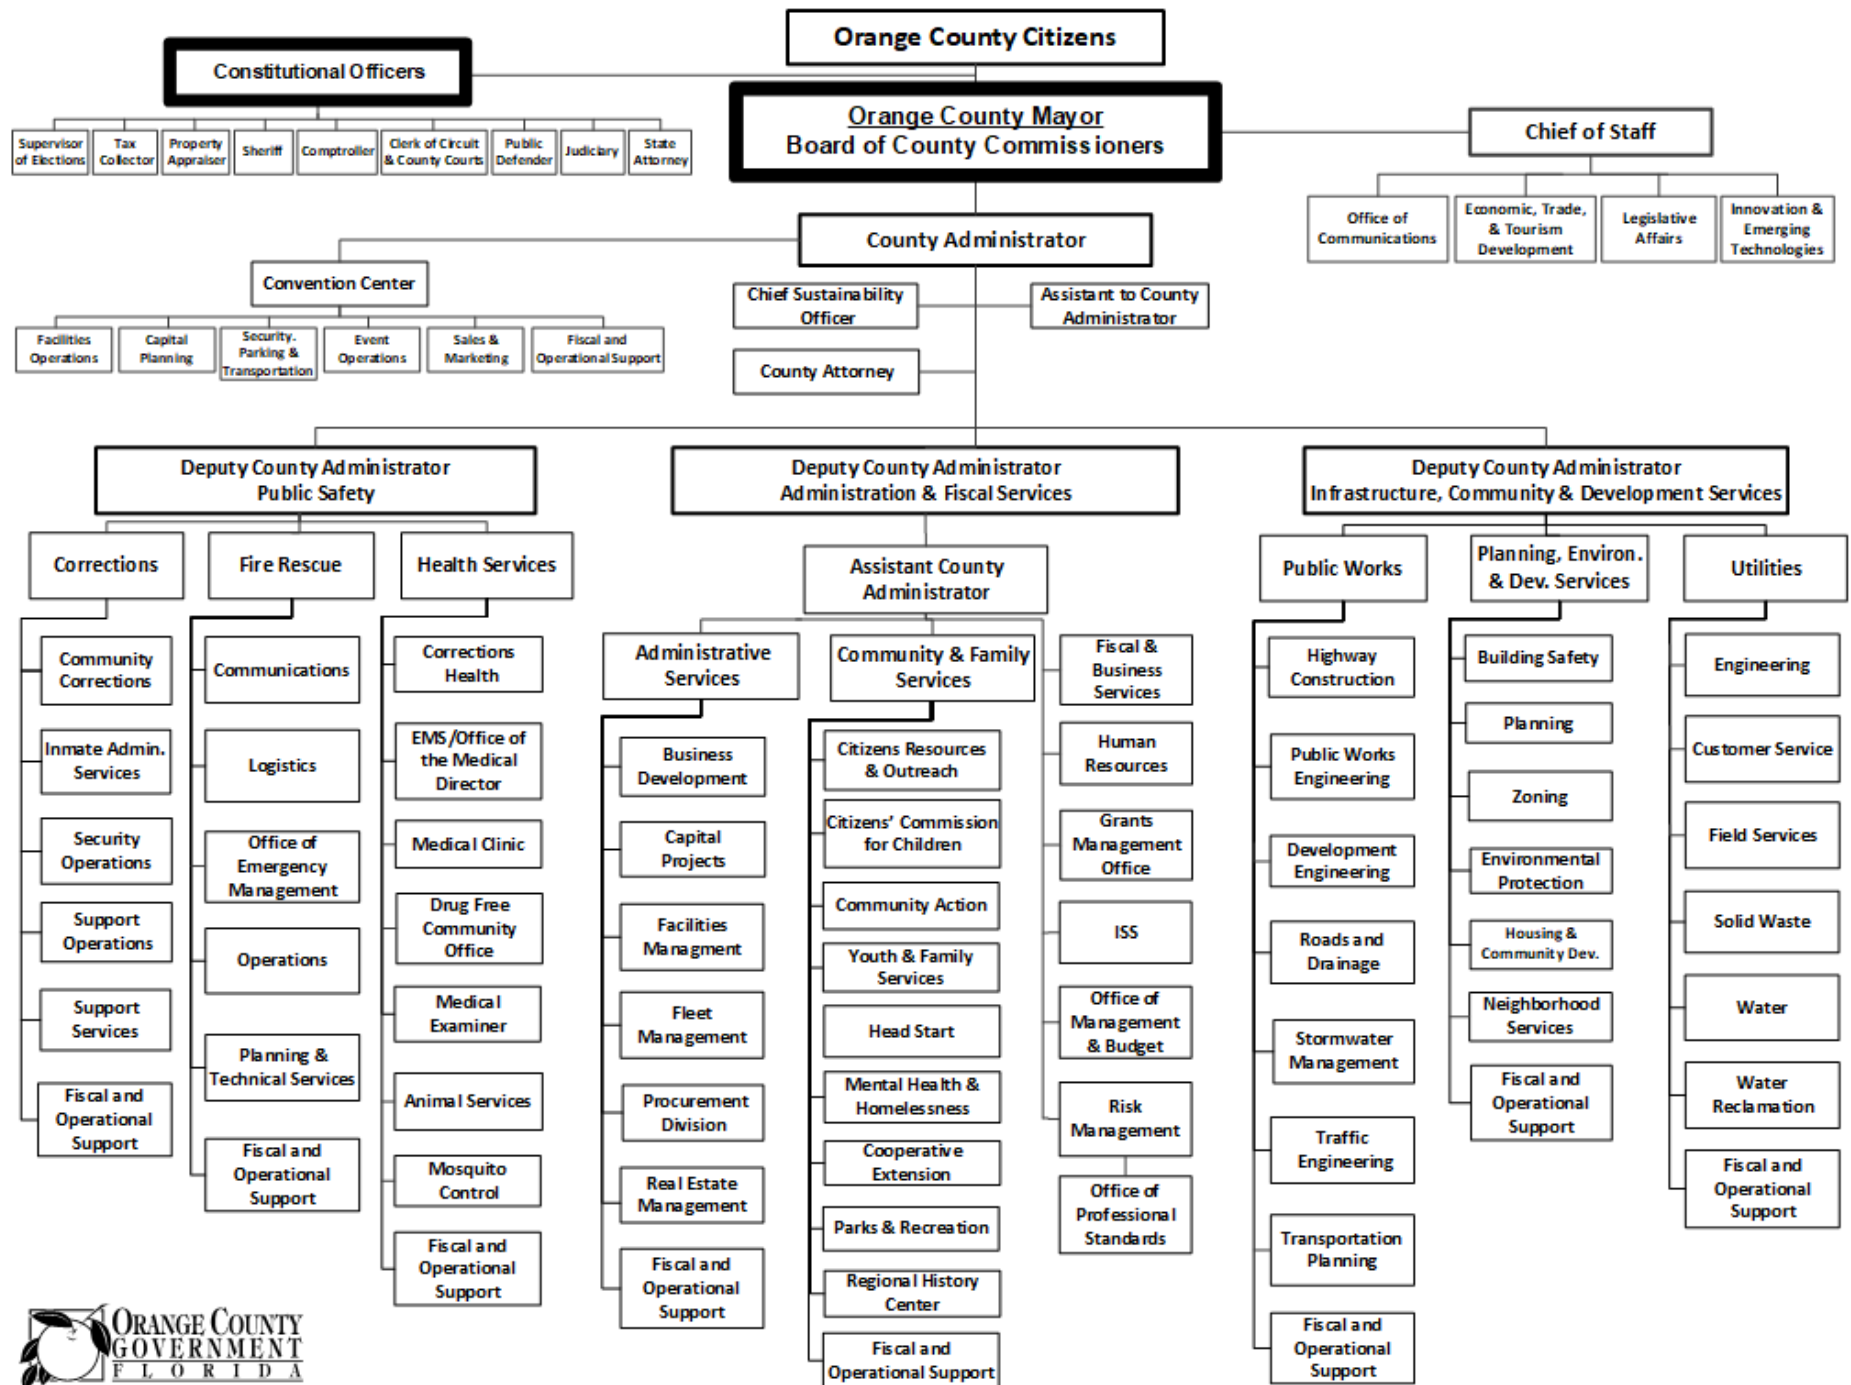 Orange County Citizens
Constitutional Officers
Orange County Mayor
Board of County Commissioners
Chief of Staff
Supervisor
of Elections
Tax
Collector
Property
Appraiser
Sheriff
Comptroller
Clerk of Circuit
& County Courts
Public
Defender
Judiciary
State
Attorney
Office of
Communications
Economic, Trade,
& Tourism
Development
Legislative
Affairs
Innovation &
Emerging
Technologies
County Administrator
Convention Center
Chief Sustainability
Officer
Assistant to County
Administrator
Facilities
Operations
Capital
Planning
Security.
Parking &
Transportation
Event
Operations
Sales &
Marketing
Fiscal and
Operational Support
County Attorney
Deputy County Administrator
Public Safety
Deputy County Administrator
Administration & Fiscal Services
Deputy County Administrator
Infrastructure, Community & Development Services
Corrections
Community
Corrections
Inmate Admin.
Services
Security
Operations
Support
Operations
Support
Services
Fiscal and
Operational
Support
Fire Rescue
Communications
Logistics
Office of
Emergency
Management
Operations
Planning &
Technical Services
Fiscal and
Operational
Support
Health Services
Corrections
Health
EMS/Office of
the Medical
Director
Medical Clinic
Drug Free
Community
Office
Medical
Examiner
Animal Services
Mosquito
Control
Fiscal and
Operational
Support
Assistant County
Administrator
Administrative
Services
Business
Development
Capital
Projects
Facilities
Managment
Fleet
Management
Procurement
Division
Real Estate
Management
Fiscal and
Operational
Support
Community & Family
Services
Citizens Resources
& Outreach
Citizens' Commission
for Children
Community Action
Youth & Family
Services
Head Start
Mental Health &
Homelessness
Cooperative
Extension
Parks & Recreation
Regional History
Center
Fiscal and
Operational Support
Fiscal &
Business
Services
Human
Resources
Grants
Management
Office
ISS
Office of
Management
& Budget
Risk
Management
Office of
Professional
Standards
Public Works
Highway
Construction
Public Works
Engineering
Development
Engineering
Roads and
Drainage
Stormwater
Management
Traffic
Engineering
Transportation
Planning
Fiscal and
Operational
Support
Planning, Environ.
& Dev. Services
Building Safety
Planning
Zoning
Environmental
Protection
Housing &
Community Dev.
Neighborhood
Services
Fiscal and
Operational
Support
Utilities
Engineering
Customer Service
Field Services
Solid Waste
Water
Water
Reclamation
Fiscal and
Operational
Support
ORANGE COUNTY
GOVERNMENT
FLORIDA